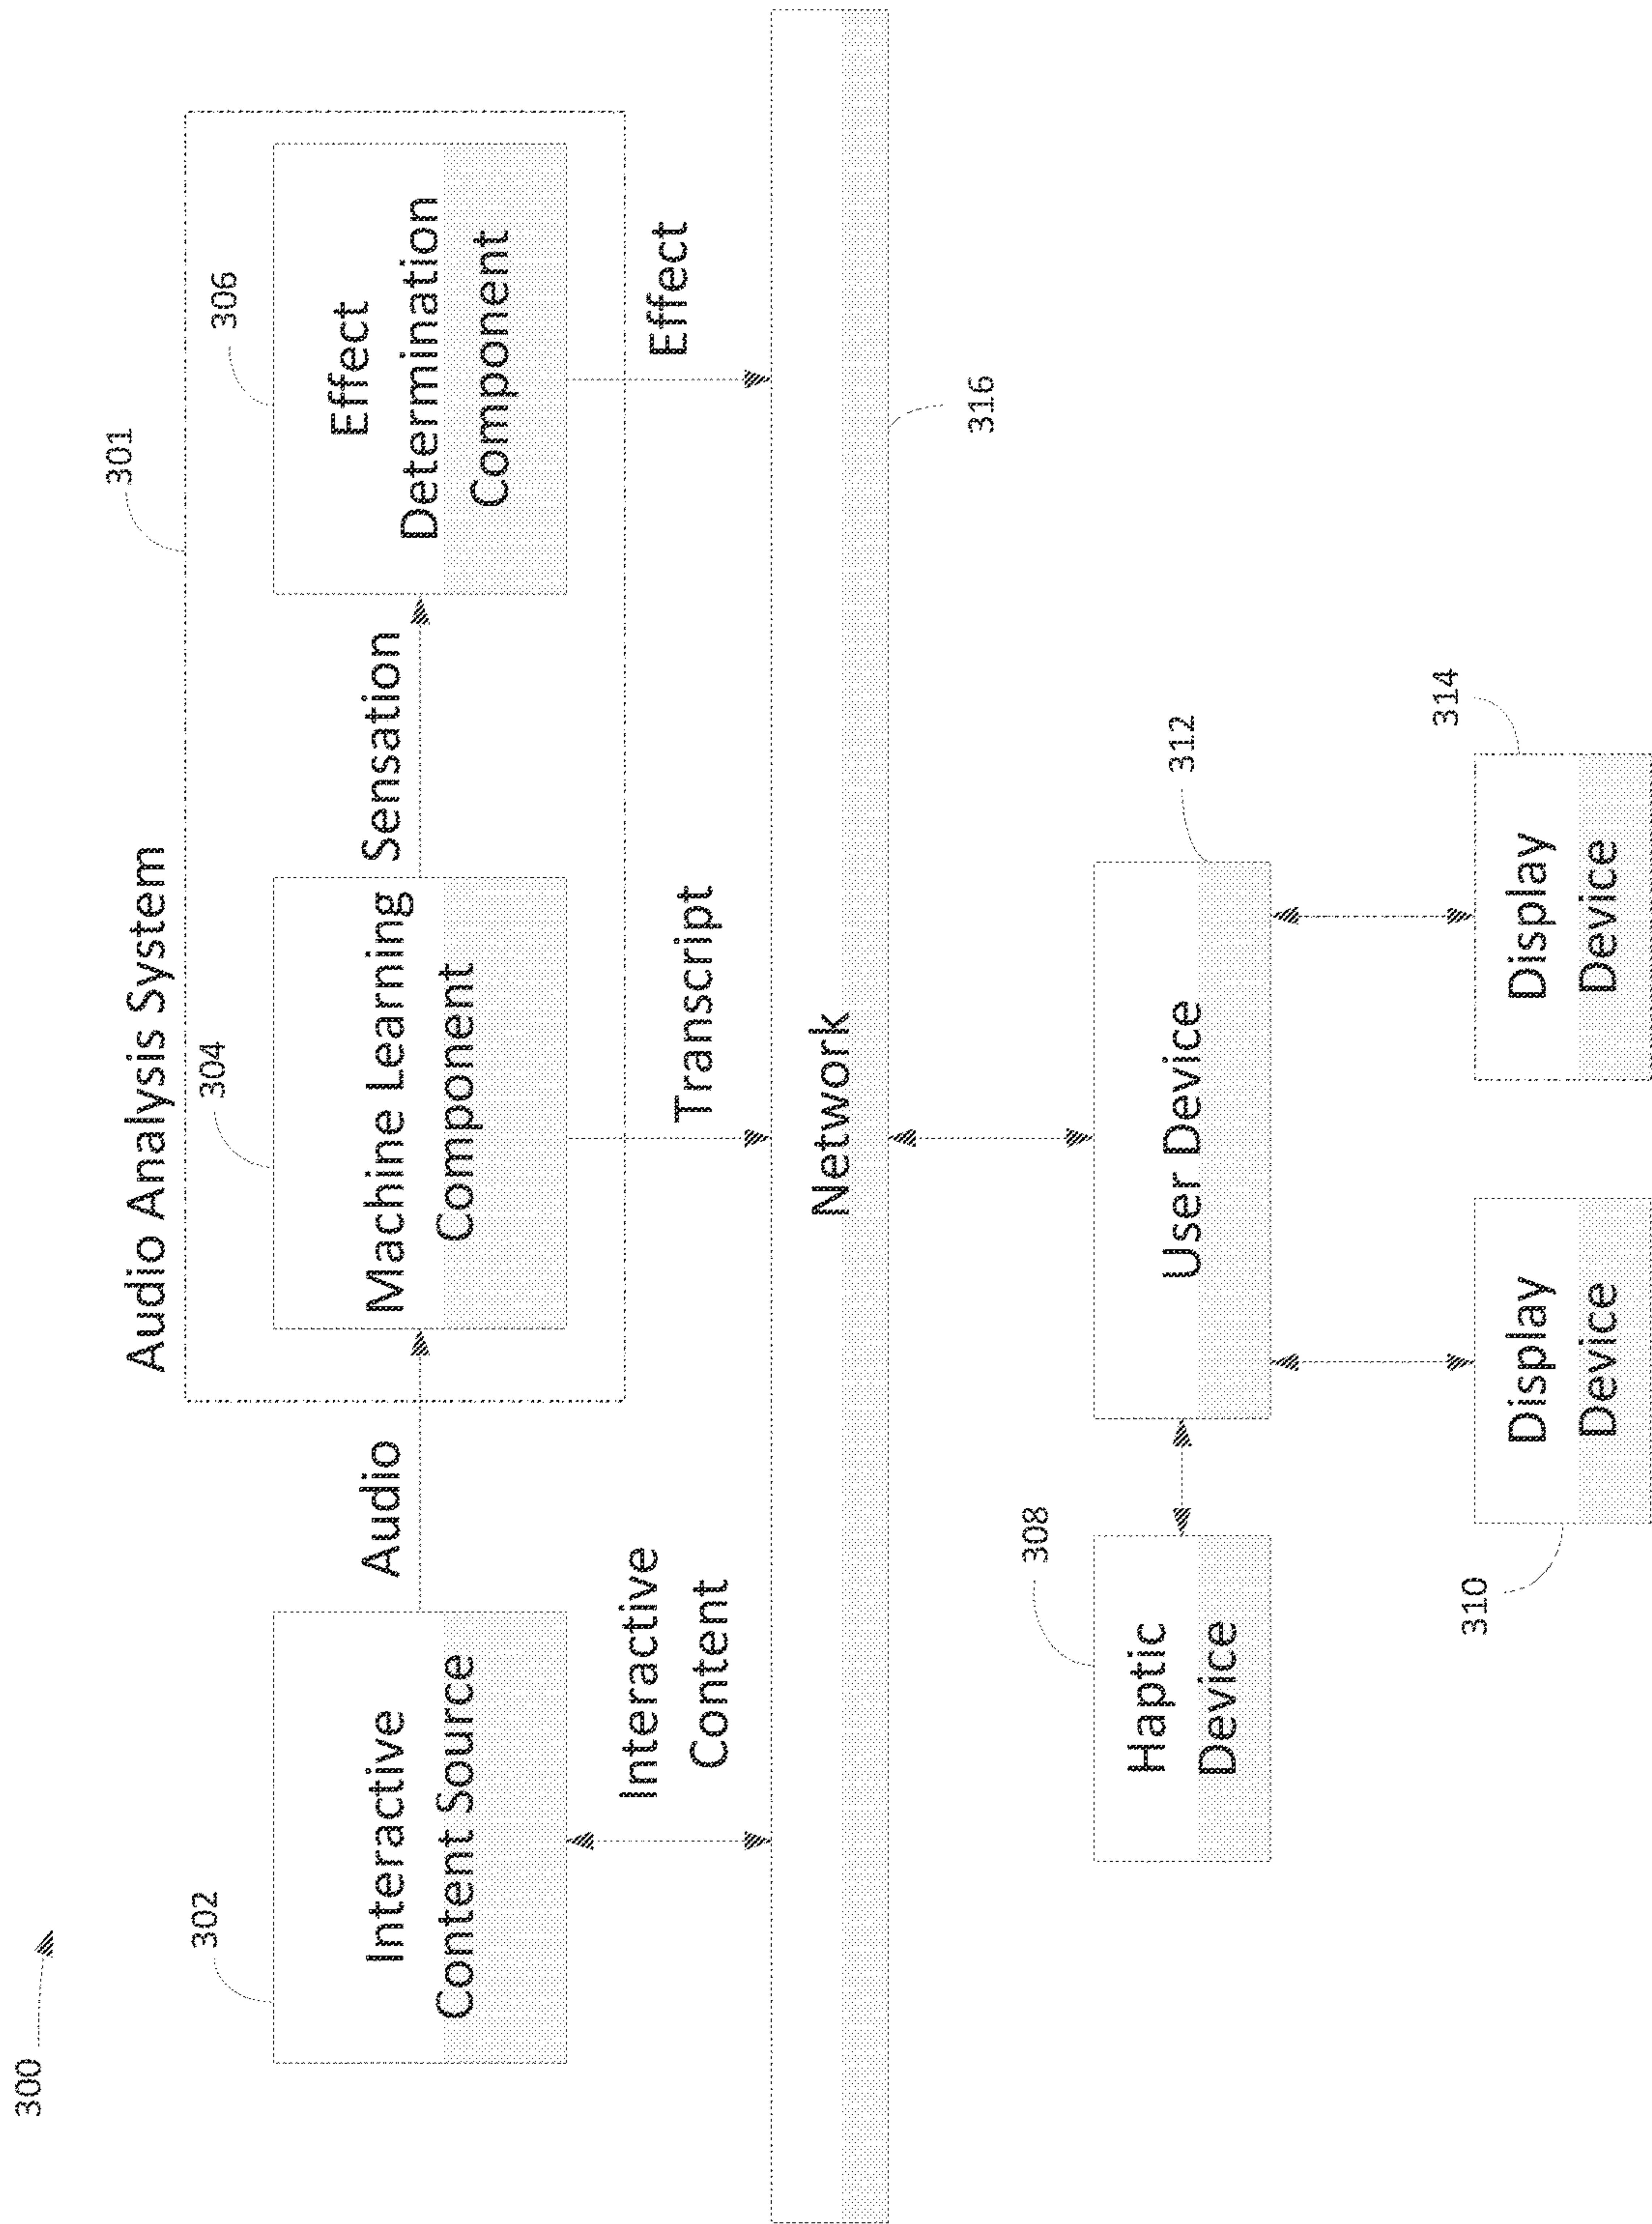 300
Audio Analysis System
301
302
304
306
Interactive
Content Source
Audio
Machine Learning
Component
Sensation
Effect
Determination
Component
Interactive
Content
Transcript
Effect
Network
316
308
312
Haptic
Device
User Device
310
314
Display
Device
Display
Device